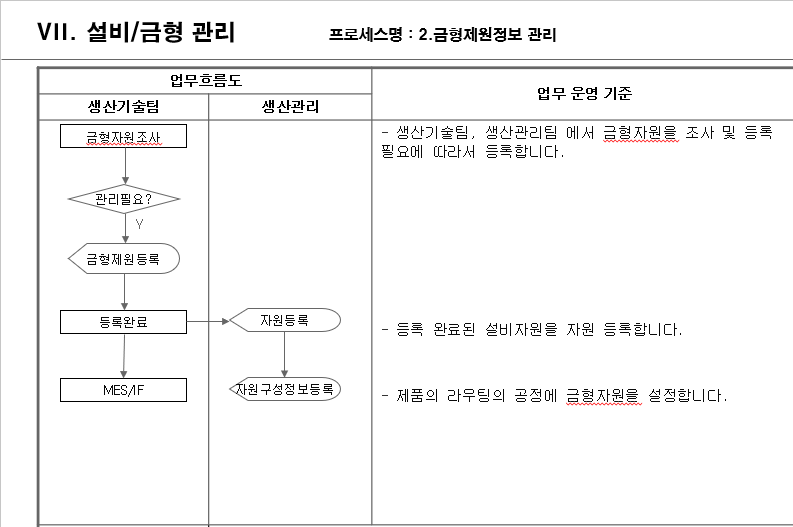 VII. 설비/금형 관리
프로세스명 : 2.금형제원정보 관리
업무흐름도
업무 운영 기준
생산기술팀
생산관리
금형자원조사
- 생산기술팀, 생산관리팀 에서 금형자원을 조사 및 등록
필요에 따라서 등록합니다.
관리필요?
Y
금형제원등록
등록완료
자원등록
- 등록 완료된 설비자원을 자원 등록합니다.
MES/IF
자원구성정보등록
- 제품의 라우팅의 공정에 금형자원을 설정합니다.